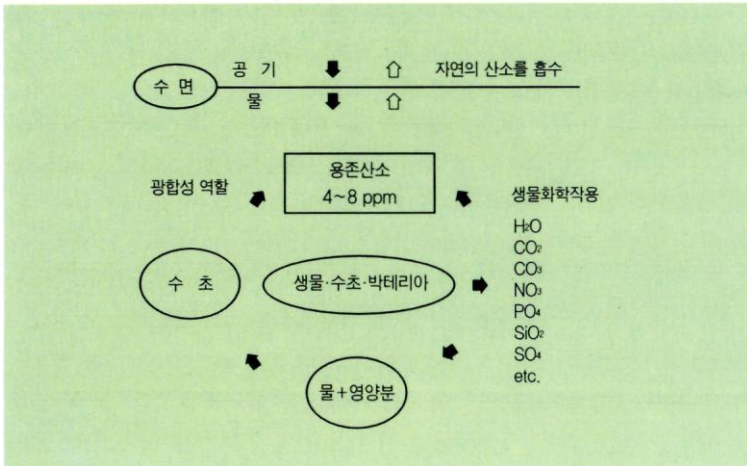 공 기
자연의 산소를 흡수
수 면
물
용존산소
4~8 ppm
광합성 역할
생물화학작용
H₂O
CO₂
CO₃
NO₃
PO₄
SiO₂
SO₄
etc.
수 초
생물·수초·박테리아
물+영양분